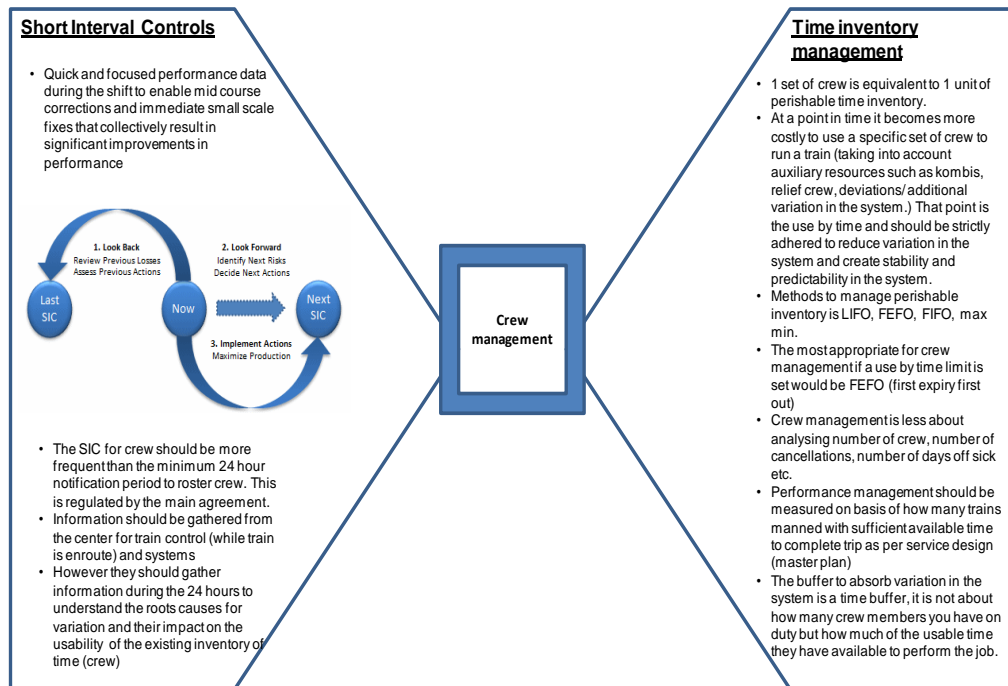 Short Interval Controls
• Quick and focused performance data
during the shift to enable mid course
corrections and immediate small scale
fixes that collectively result in
significant improvements in
performance
1. Look Back
Review Previous Losses
Assess Previous Actions
2. Look Forward
Identify Next Risks
Decide Next Actions
Last
SIC
Now
Next
SIC
3. Implement Actions
Maximize Production
• The SIC for crew should be more
frequent than the minimum 24 hour
notification period to roster crew. This
is regulated by the main agreement.
• Information should be gathered from
the center for train control (while train
is enroute) and systems
• However they should gather
information during the 24 hours to
understand the roots causes for
variation and their impact on the
usability of the existing inventory of
time (crew)
Crew
management
Time inventory
management
• 1 set of crew is equivalent to 1 unit of
perishable time inventory.
• At a point in time it becomes more
costly to use a specific set of crew to
run a train (taking into account
auxiliary resources such as kombis,
relief crew, deviations/ additional
variation in the system.) That point is
the use by time and should be strictly
adhered to reduce variation in the
system and create stability and
predictability in the system.
• Methods to manage perishable
inventory is LIFO, FEFO, FIFO, max
min.
• The most appropriate for crew
management if a use by time limit is
set would be FEFO (first expiry first
out)
• Crew management is less about
analysing number of crew, number of
cancellations, number of days off sick
etc.
• Performance management should be
measured on basis of how many trains
manned with sufficient available time
to complete trip as per service design
(master plan)
• The buffer to absorb variation in the
system is a time buffer, it is not about
how many crew members you have on
duty but how much of the usable time
they have available to perform the job.